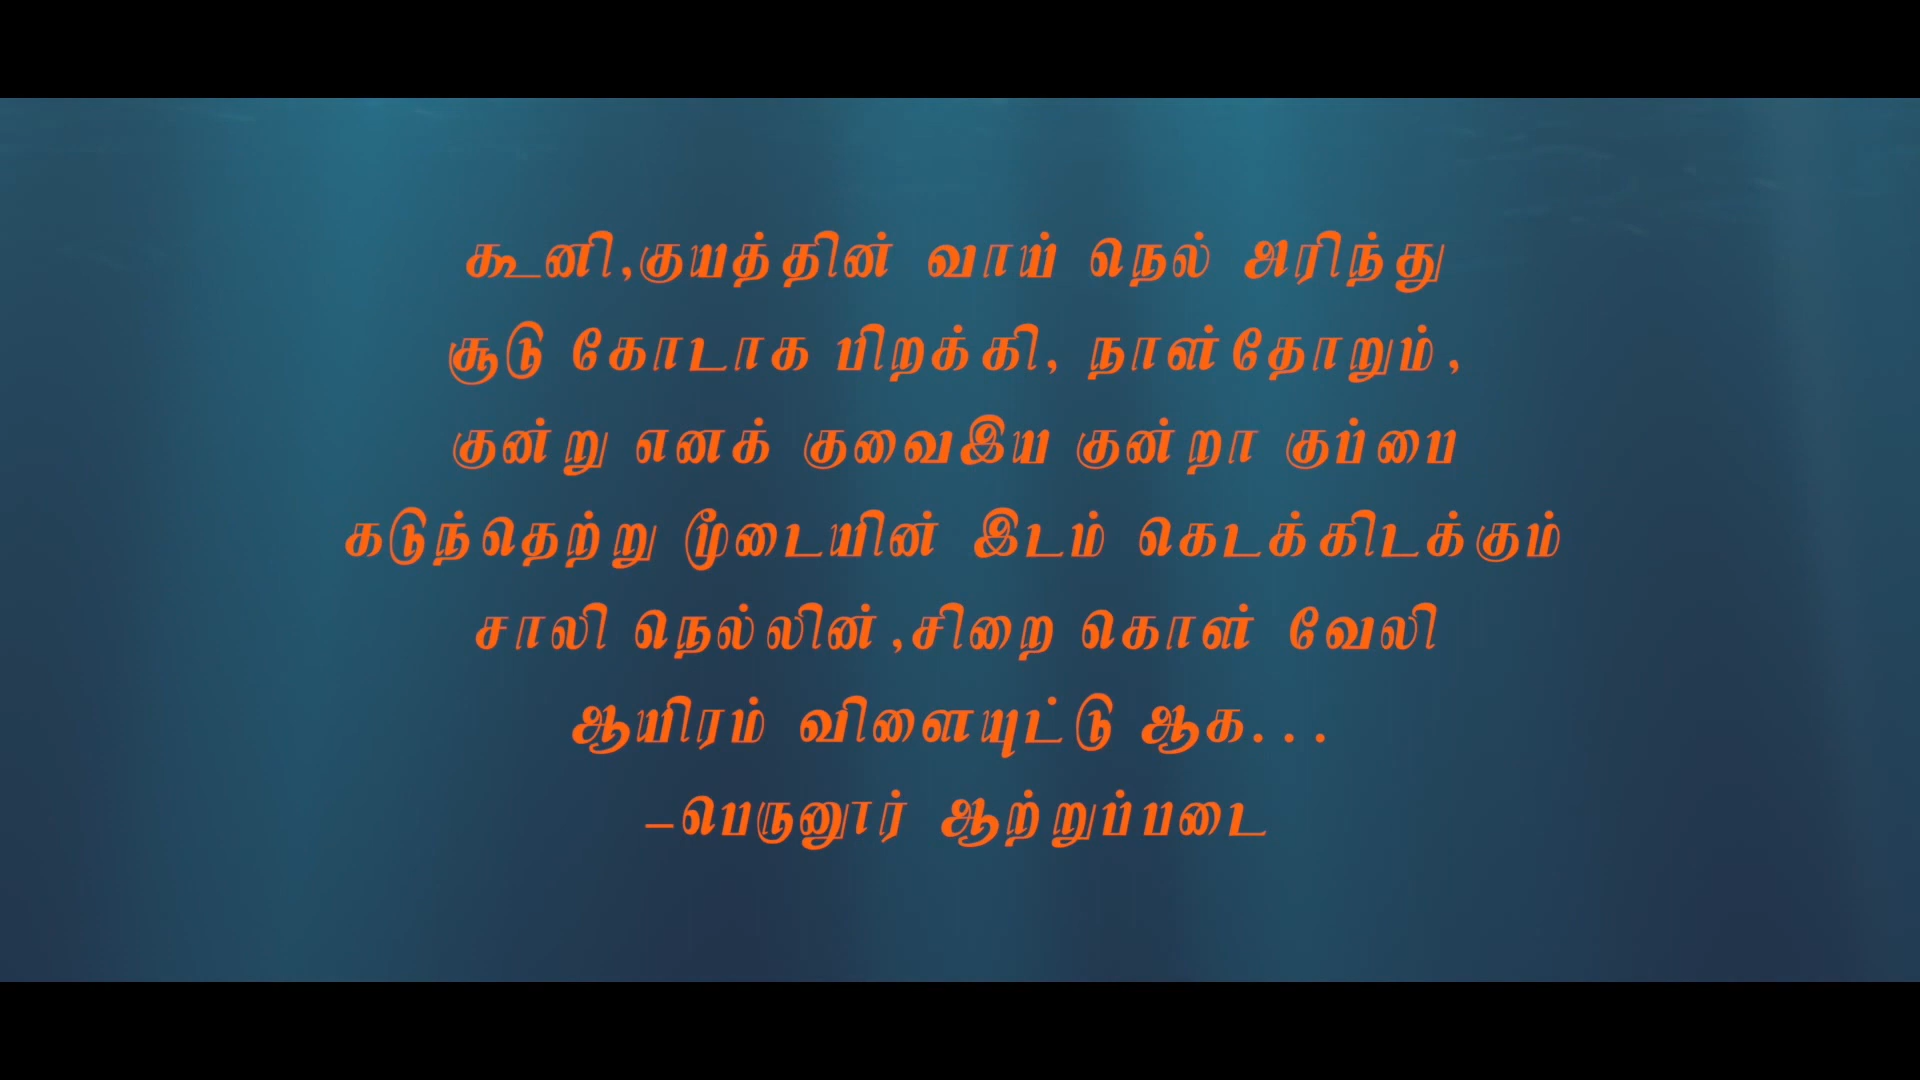 கூனி,குயத்தின் வாய் நெல் அரிந்து
சூடு கோடாக பிறக்கி, நாள்தோறும்,
குன்று எனக் குவைஇய குன்றா குப்பை
கடுந்தெற்று மூடையின் இடம் கெடக்கிடக்கும்
சாலி நெல்லின்,சிறை கொள் வேலி
ஆயிரம் விளையுட்டு ஆக...
-பெருனூர் ஆற்றுப்படை